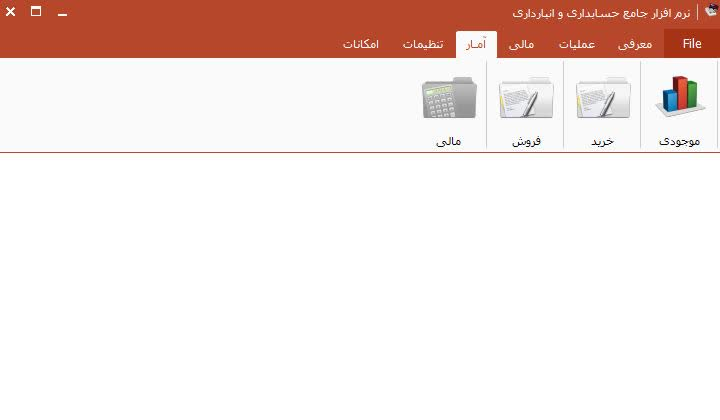 نرم افزار جامع حسابداری و انبارداری
File معرفی عملیات مالی آمار تنظیمات امکانات
موجودی خرید فروش مالی